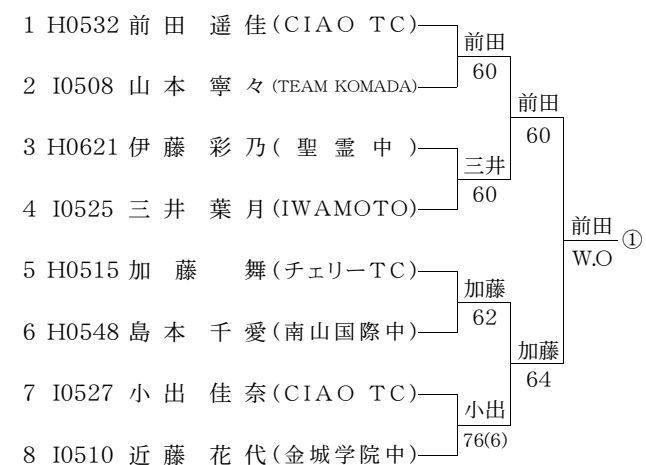 1 H0532 前田 遥佳(CIAO TC)
前田
2 I0508 山本 寧々(TEAM KOMADA)
60
前田
60
3 H0621 伊藤 彩乃(聖霊中)
三井
4 I0525 三井 葉月(IWAMOTO)
60
前田
W.O
①
5 H0515 加藤 舞(チェリーTC)
加藤
6 H0548 島本 千愛(南山国際中)
62
加藤
64
7 I0527 小出 佳奈(CIAO TC)
小出
8 I0510 近藤 花代(金城学院中)
76(6)